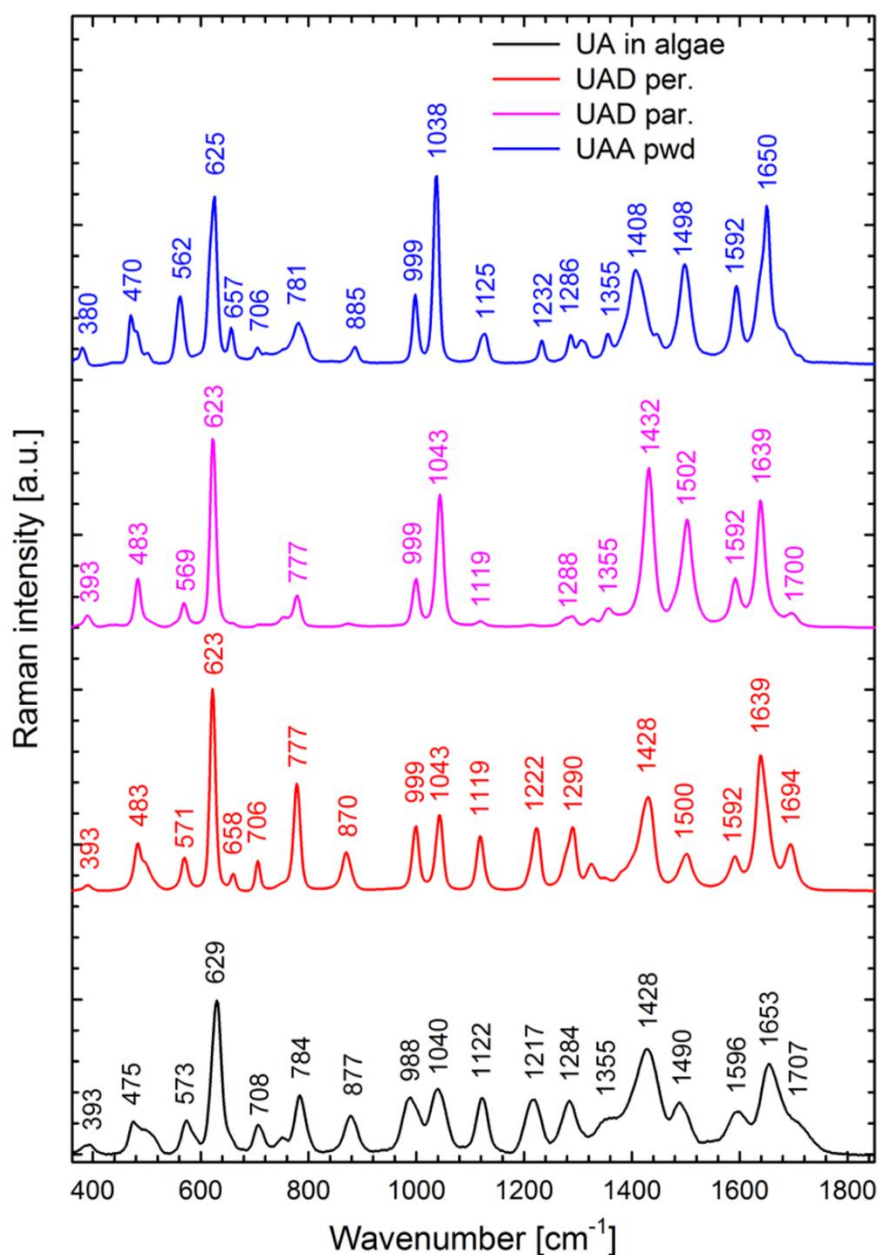 UA in algae
UAD per.
UAD par.
UAA pwd
380 470 562 625 657 706 781 885 999 1038 1125 1232 1286 1355 1408 1498 1592 1650
393 483 569 623 777 999 1043 1119 1288 1355 1432 1502 1592 1639 1700
393 483 571 623 658 706 777 870 999 1043 1119 1222 1290 1428 1500 1592 1639 1694
393 475 573 629 708 784 877 988 1040 1122 1217 1284 1355 1428 1490 1596 1653 1707
Raman intensity [a.u.]
400 600 800 1000 1200 1400 1600 1800
Wavenumber [cm⁻¹]